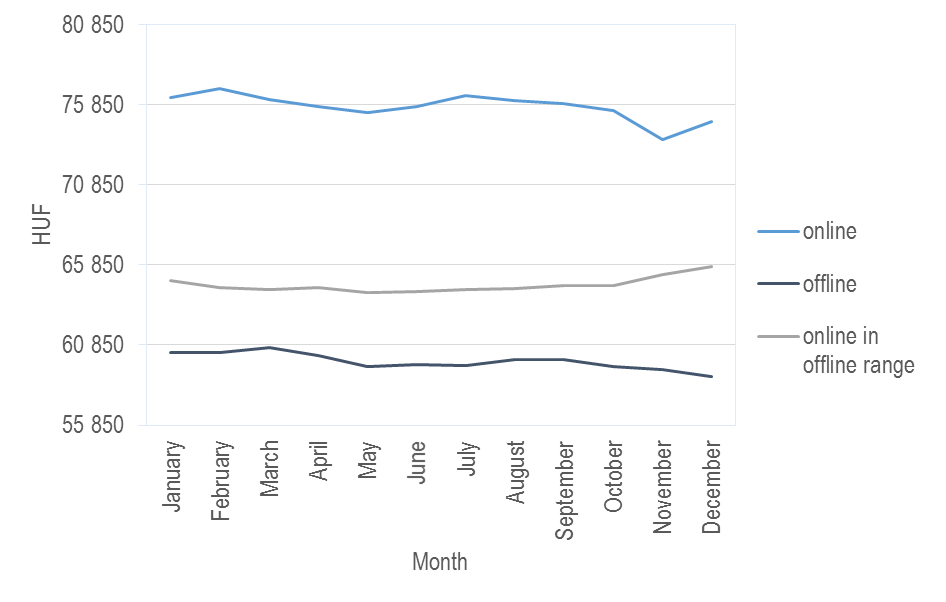 80 850
75 850
70 850
65 850
60 850
55 850
HUF
January
February
March
April
May
June
July
August
September
October
November
December
Month
online
offline
online in
offline range